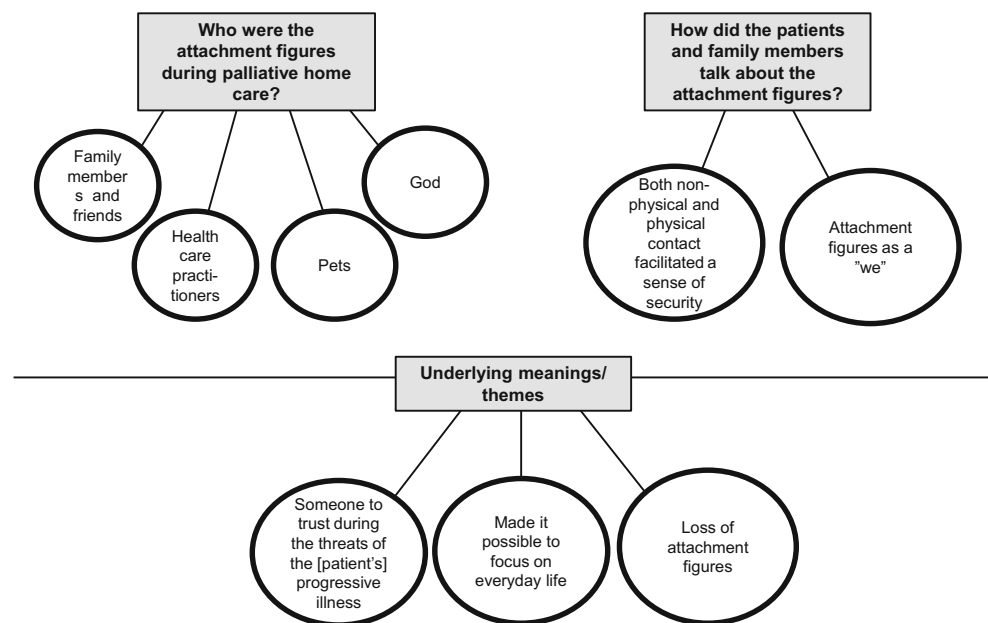 Who were the
attachment figures
during palliative home
care?
How did the patients
and family members
talk about the
attachment figures?
Family
member
s and
friends
Health
care
practi-
tioners
Pets
God
Both non-
physical and
physical
contact
facilitated a
sense of
security
Attachment
figures as a
”we”
Underlying meanings/
themes
Someone to
trust during
the threats of
the [patient’s]
progressive
illness
Made it
possible to
focus on
everyday life
Loss of
attachment
figures